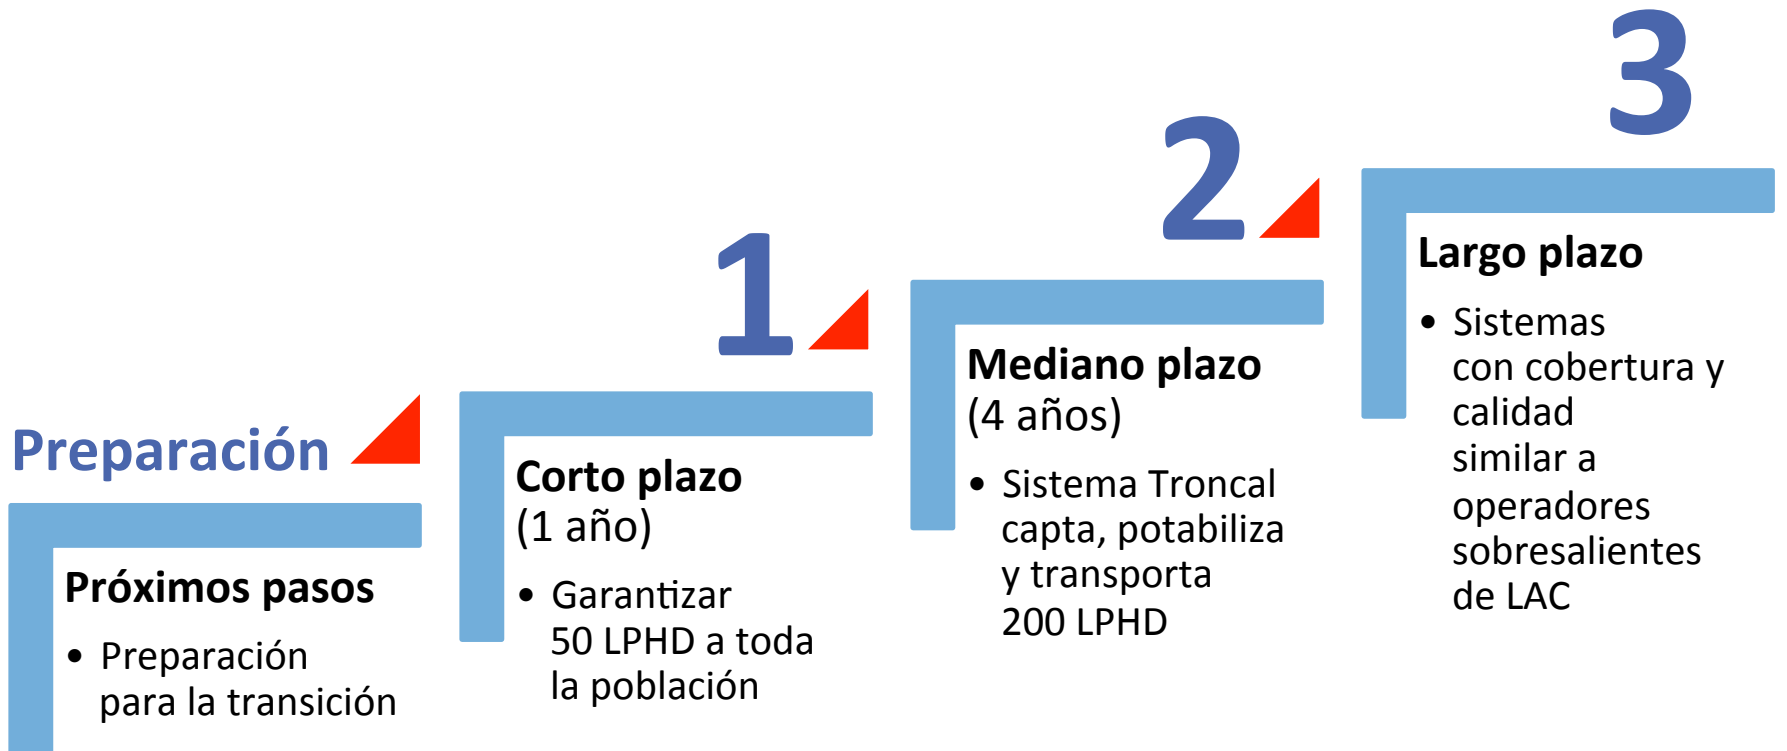 Preparación
Próximos pasos
• Preparación
para la transición
1
Corto plazo
(1 año)
• Garantizar
50 LPHD a toda
la población
2
Mediano plazo
(4 años)
• Sistema Troncal
capta, potabiliza
y transporta
200 LPHD
3
Largo plazo
• Sistemas
con cobertura y
calidad
similar a
operadores
sobresalientes
de LAC